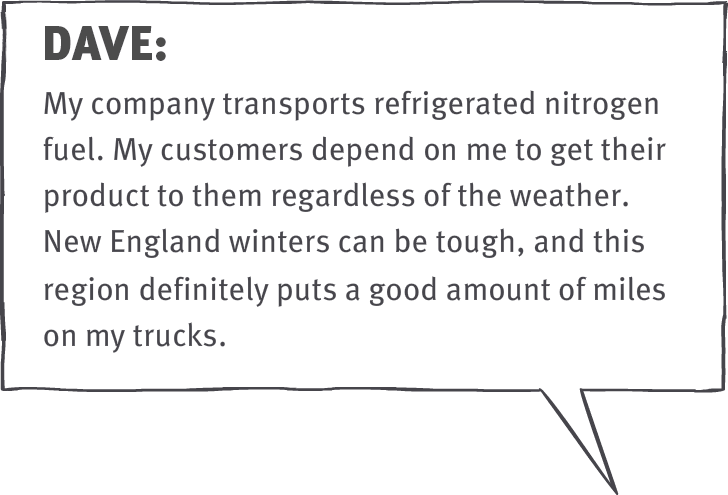 DAVE:
My company transports refrigerated nitrogen
fuel. My customers depend on me to get their
product to them regardless of the weather.
New England winters can be tough, and this
region definitely puts a good amount of miles
on my trucks.